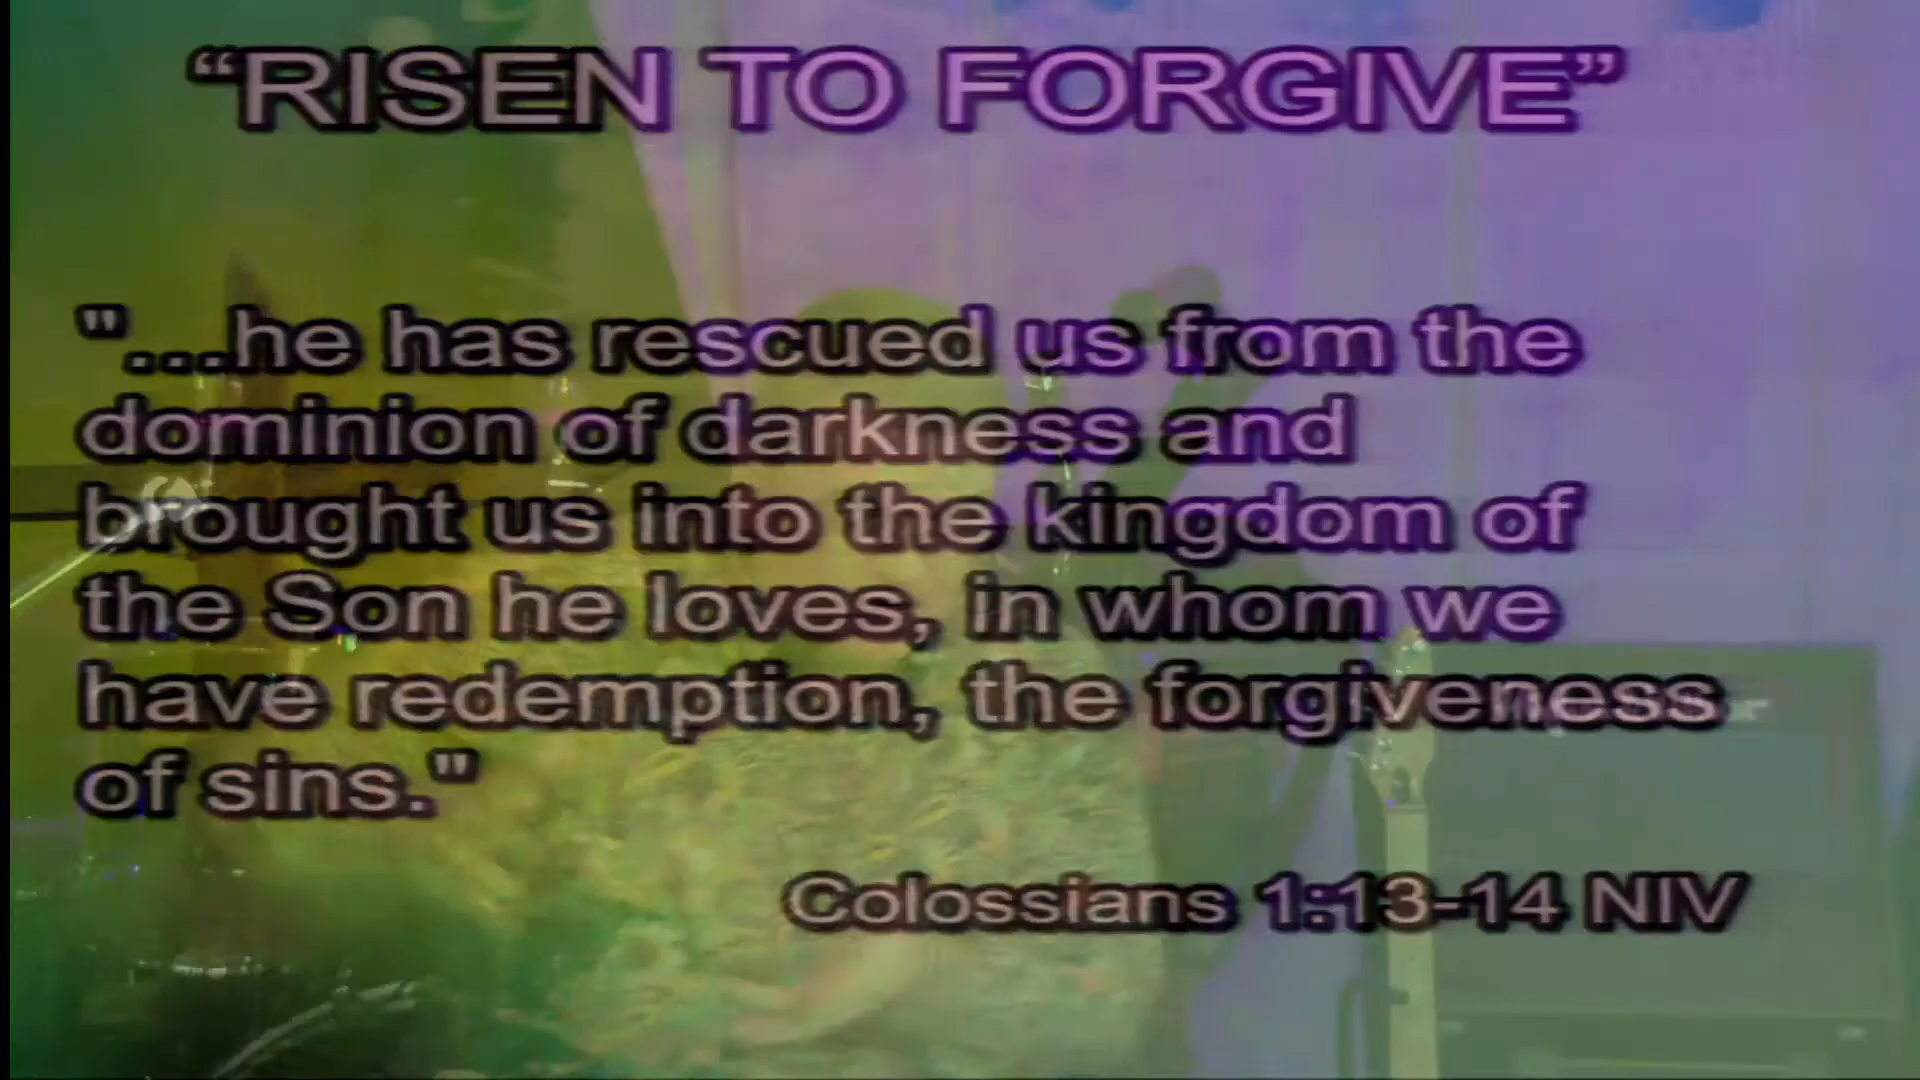 “RISEN TO FORGIVE”
"...he has rescued us from the
dominion of darkness and
brought us into the kingdom of
the Son he loves, in whom we
have redemption, the forgiveness
of sins."
Colossians 1:13-14 NIV